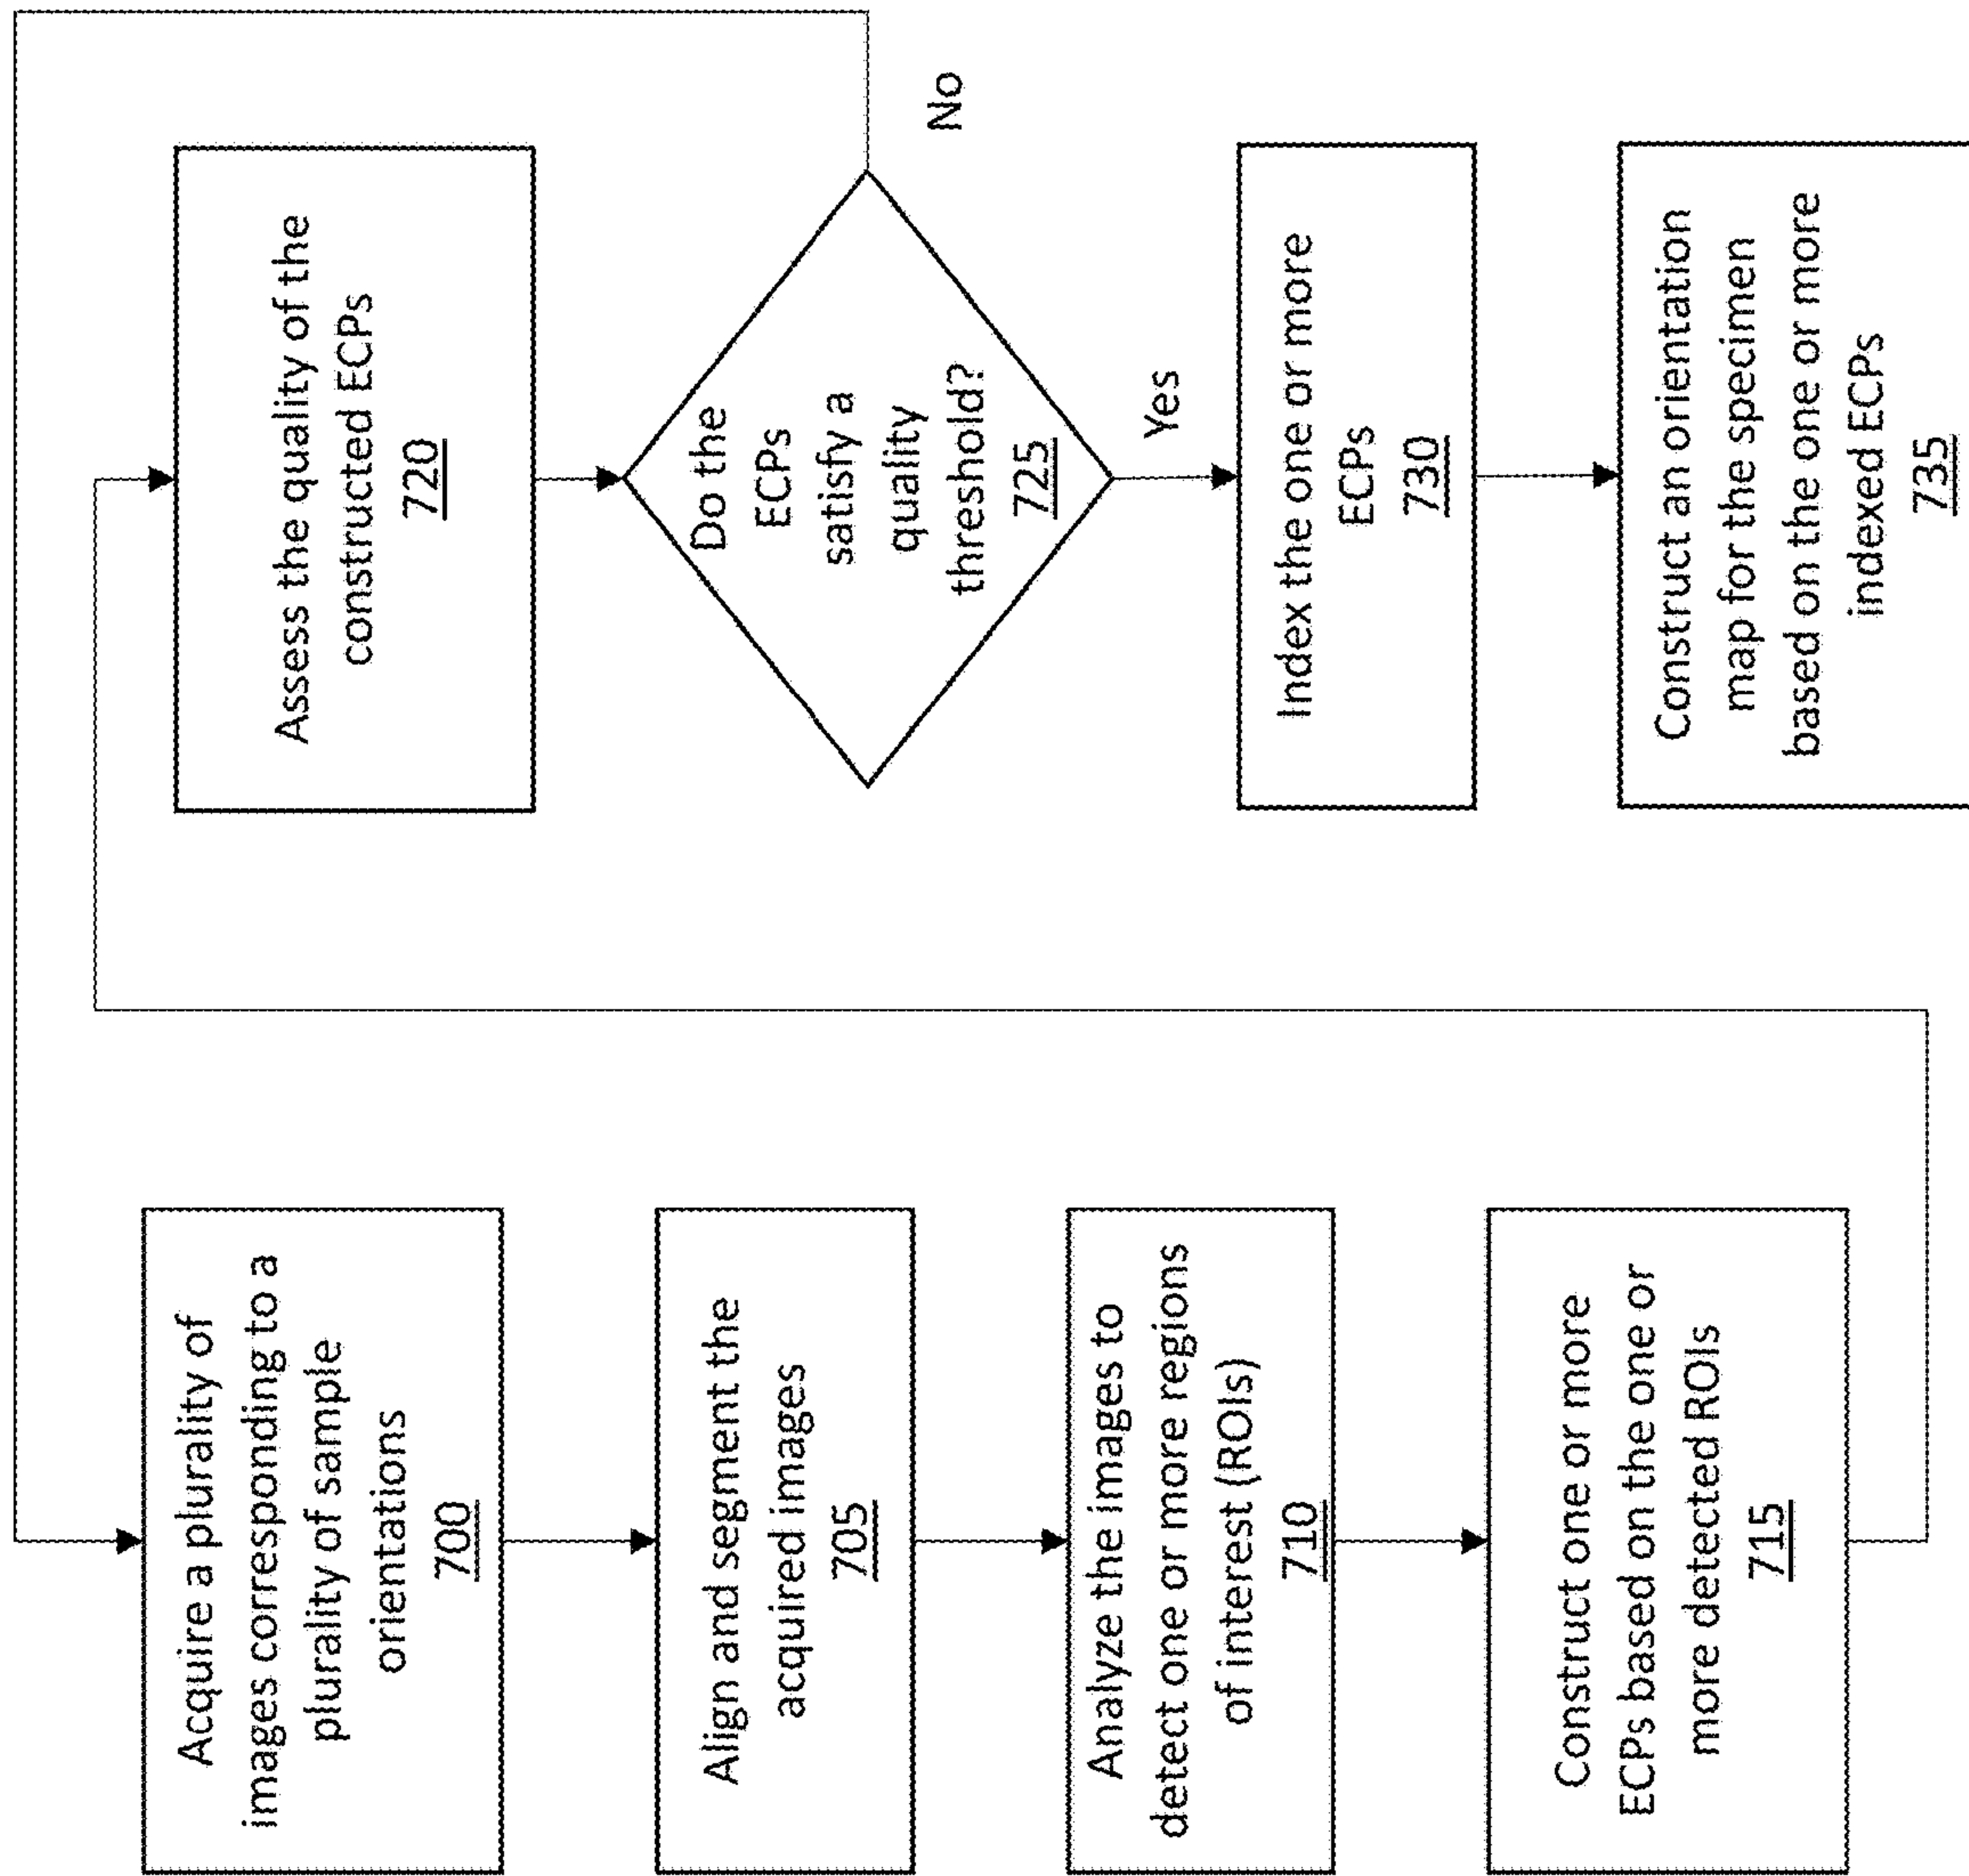 Acquire a plurality of
images corresponding to a
plurality of sample
orientations
700
Align and segment the
acquired images
705
Analyze the images to
detect one or more regions
of interest (ROIs)
710
Construct one or more
ECPs based on the one or
more detected ROIs
715
Assess the quality of the
constructed ECPs
720
Do the
ECPs
satisfy a
quality
threshold?
725
No
Yes
Index the one or more
ECPs
730
Construct an orientation
map for the specimen
based on the one or more
indexed ECPs
735